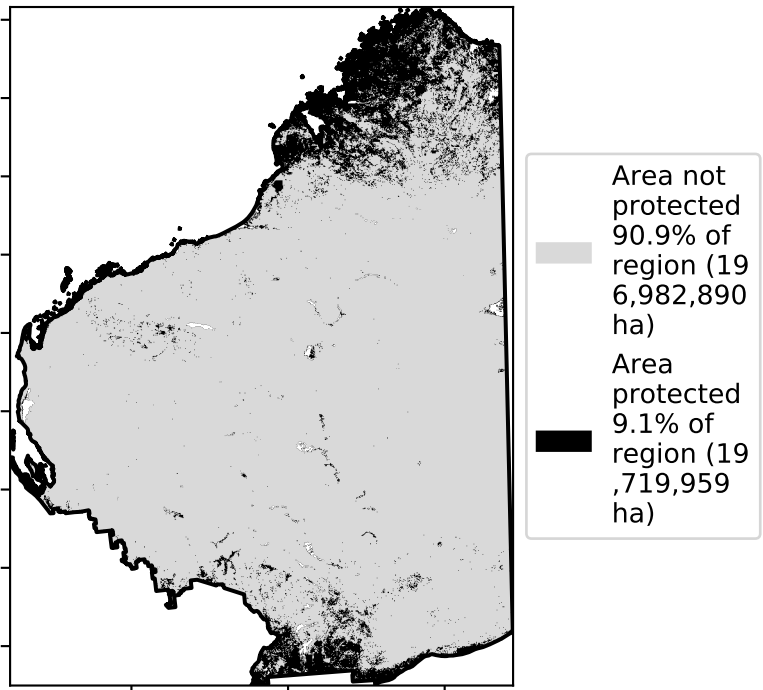 Area not
protected
90.9% of
region (19
6,982,890
ha)
Area
protected
9.1% of
region (19
,719,959
ha)